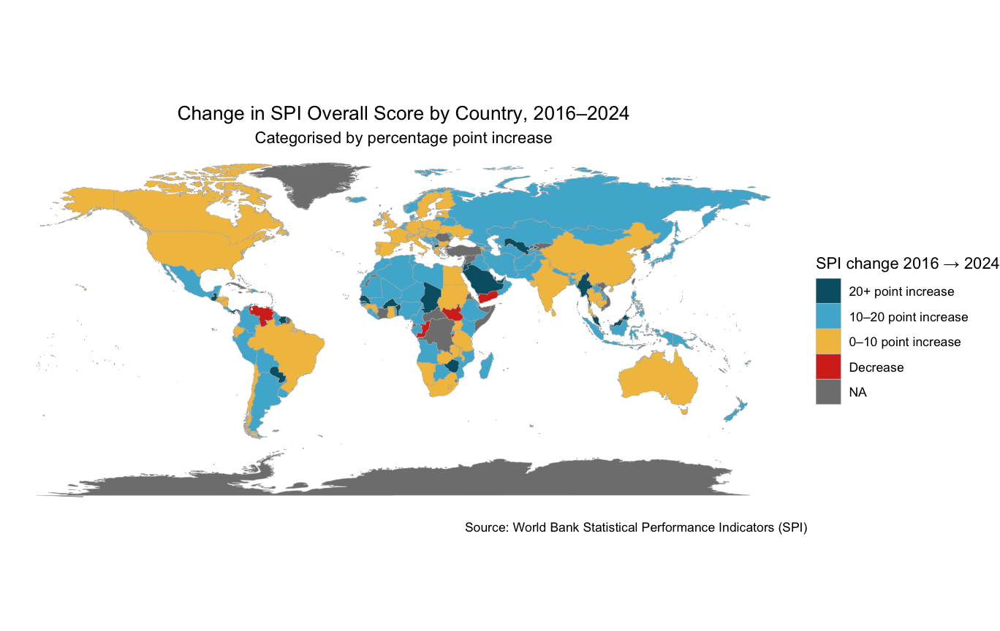 Change in SPI Overall Score by Country, 2016–2024
Categorised by percentage point increase
SPI change 2016 → 2024
20+ point increase
10–20 point increase
0–10 point increase
Decrease
NA
Source: World Bank Statistical Performance Indicators (SPI)